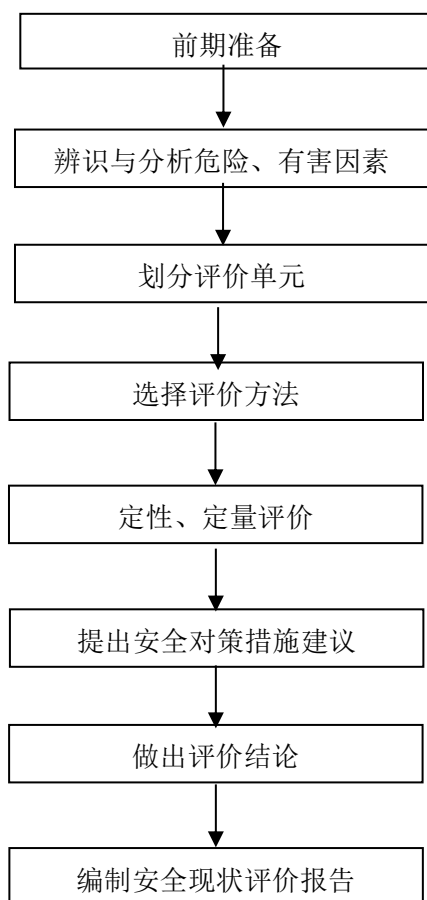 前期准备
辨识与分析危险、有害因素
划分评价单元
选择评价方法
定性、定量评价
提出安全对策措施建议
做出评价结论
编制安全现状评价报告